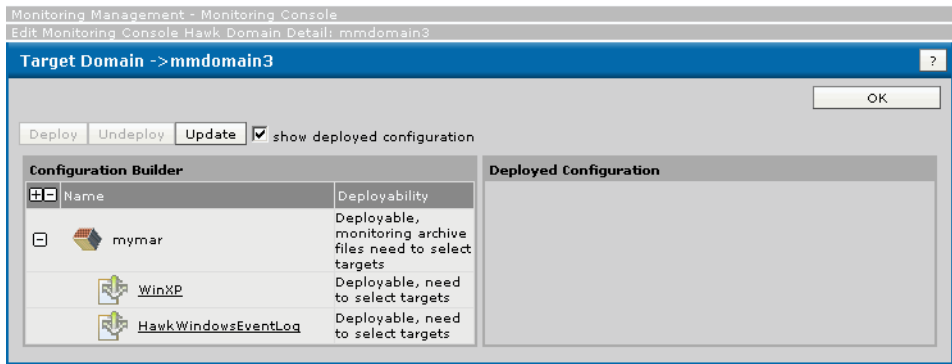 Monitoring Management - Monitoring Console
Edit Monitoring Console Hawk Domain Detail: mmdomain3
Target Domain ->mmdomain3
?
OK
Deploy Undeploy Update show deployed configuration
Configuration Builder
Deployed Configuration
Name Deployability
mymar
Deployable,
monitoring archive
files need to select
targets
WinXP
Deployable, need
to select targets
HawkWindowsEventLog
Deployable, need
to select targets